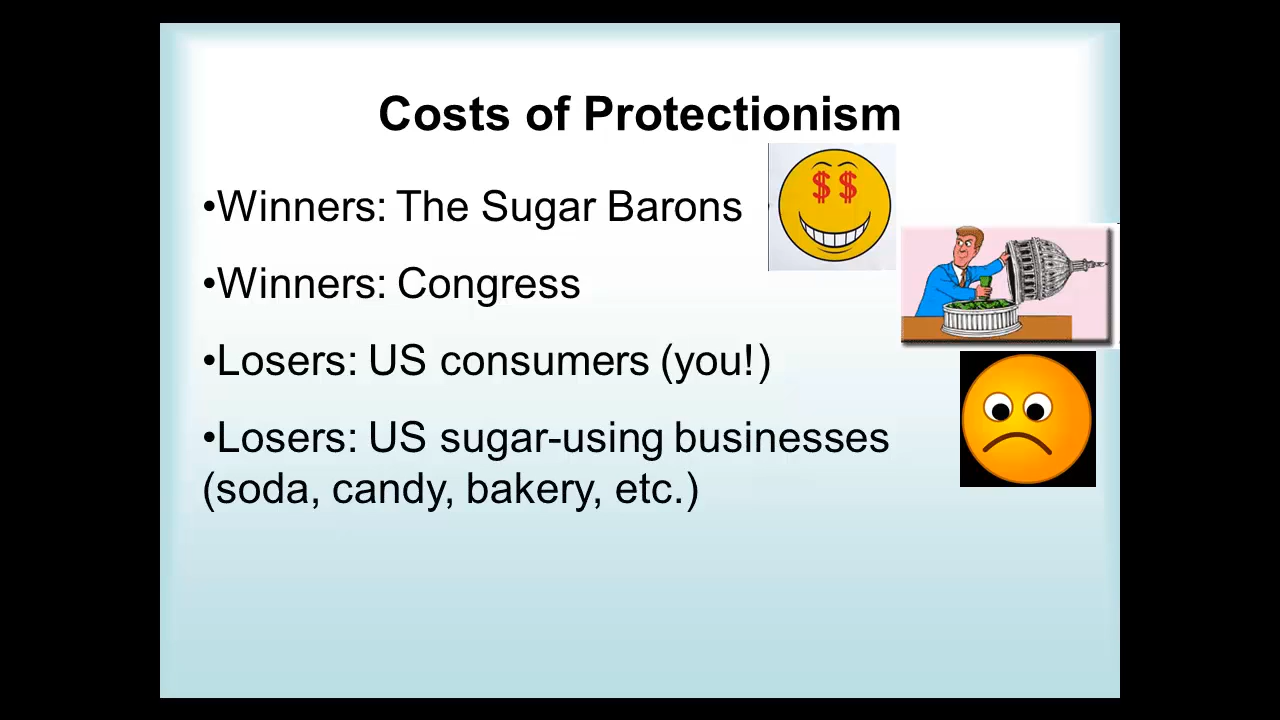 Costs of Protectionism
•Winners: The Sugar Barons
•Winners: Congress
•Losers: US consumers (you!)
•Losers: US sugar-using businesses
(soda, candy, bakery, etc.)